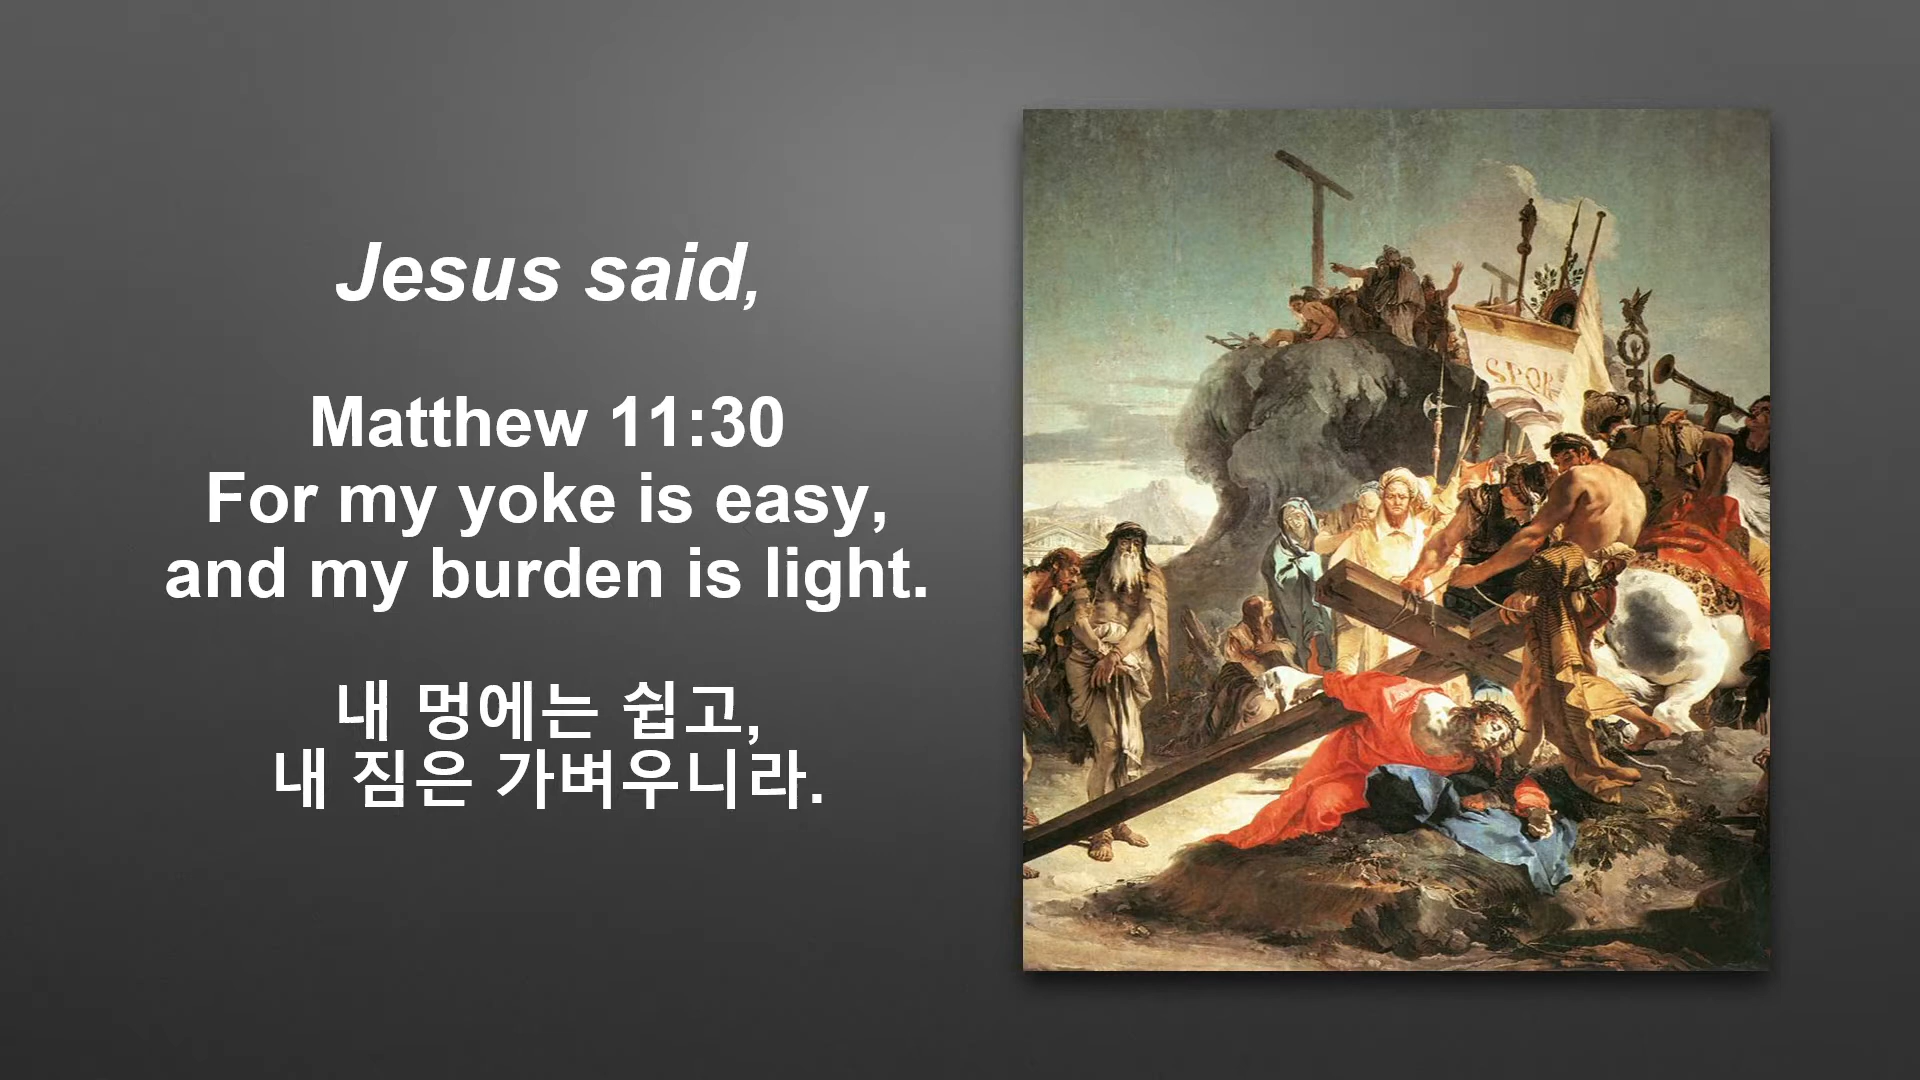 Jesus said,
Matthew 11:30
For my yoke is easy,
and my burden is light.
내 멍에는 쉽고,
내 짐은 가벼우니라.
SPQR